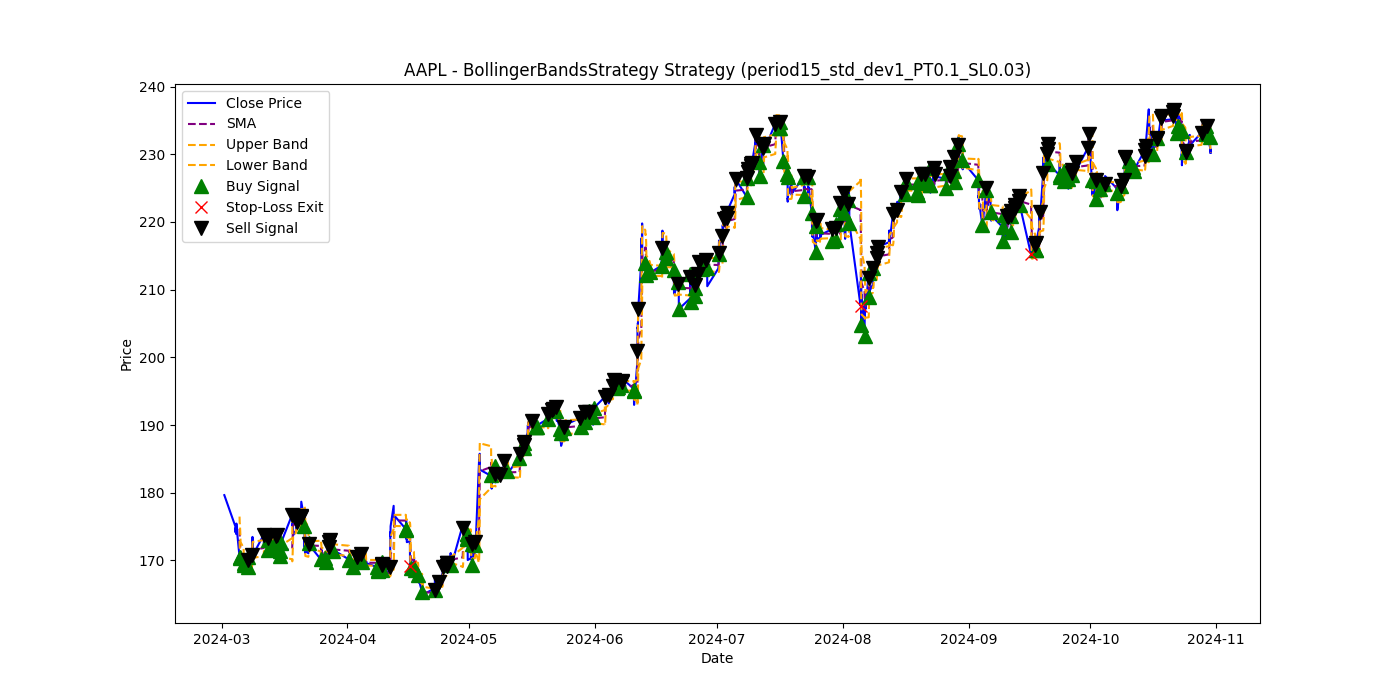 AAPL - BollingerBandsStrategy Strategy (period15_std_dev1_PT0.1_SL0.03)
Close Price
SMA
Upper Band
Lower Band
Buy Signal
Stop-Loss Exit
Sell Signal
Price
240
230
220
210
200
190
180
170
2024-03
2024-04
2024-05
2024-06
2024-07
2024-08
2024-09
2024-10
2024-11
Date